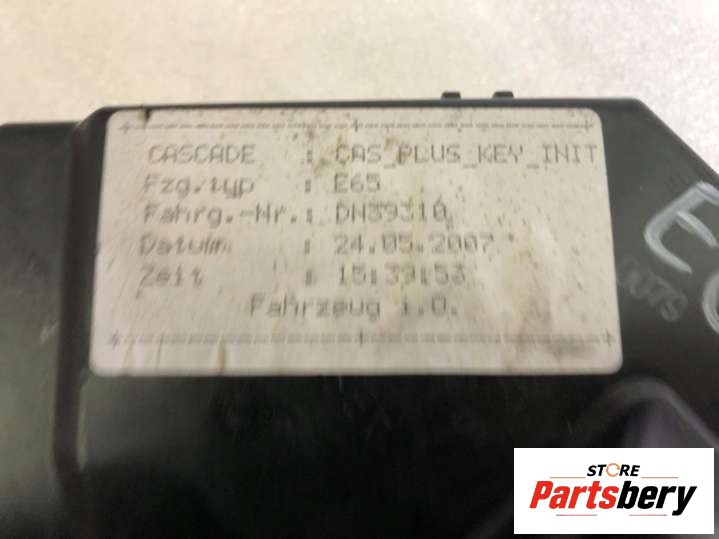 CASCADE : CAS_PLUS_KEY_INIT
Fzg.typ : E65
Fahrg.-Nr.: DN39310
Datum : 24.05.2007
Zeit : 15:39:53
Fahrzeug i.O.
STORE
Partsbery